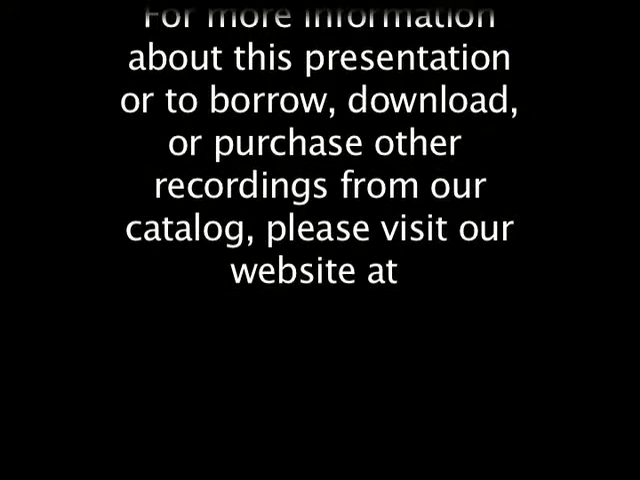 For more information
about this presentation
or to borrow, download,
or purchase other
recordings from our
catalog, please visit our
website at